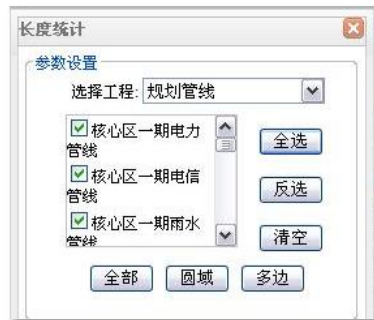 长度统计
参数设置
选择工程: 规划管线
核心区一期电力
管线
全选
核心区一期电信
管线
反选
核心区一期雨水
管线
清空
全部 圆域 多边